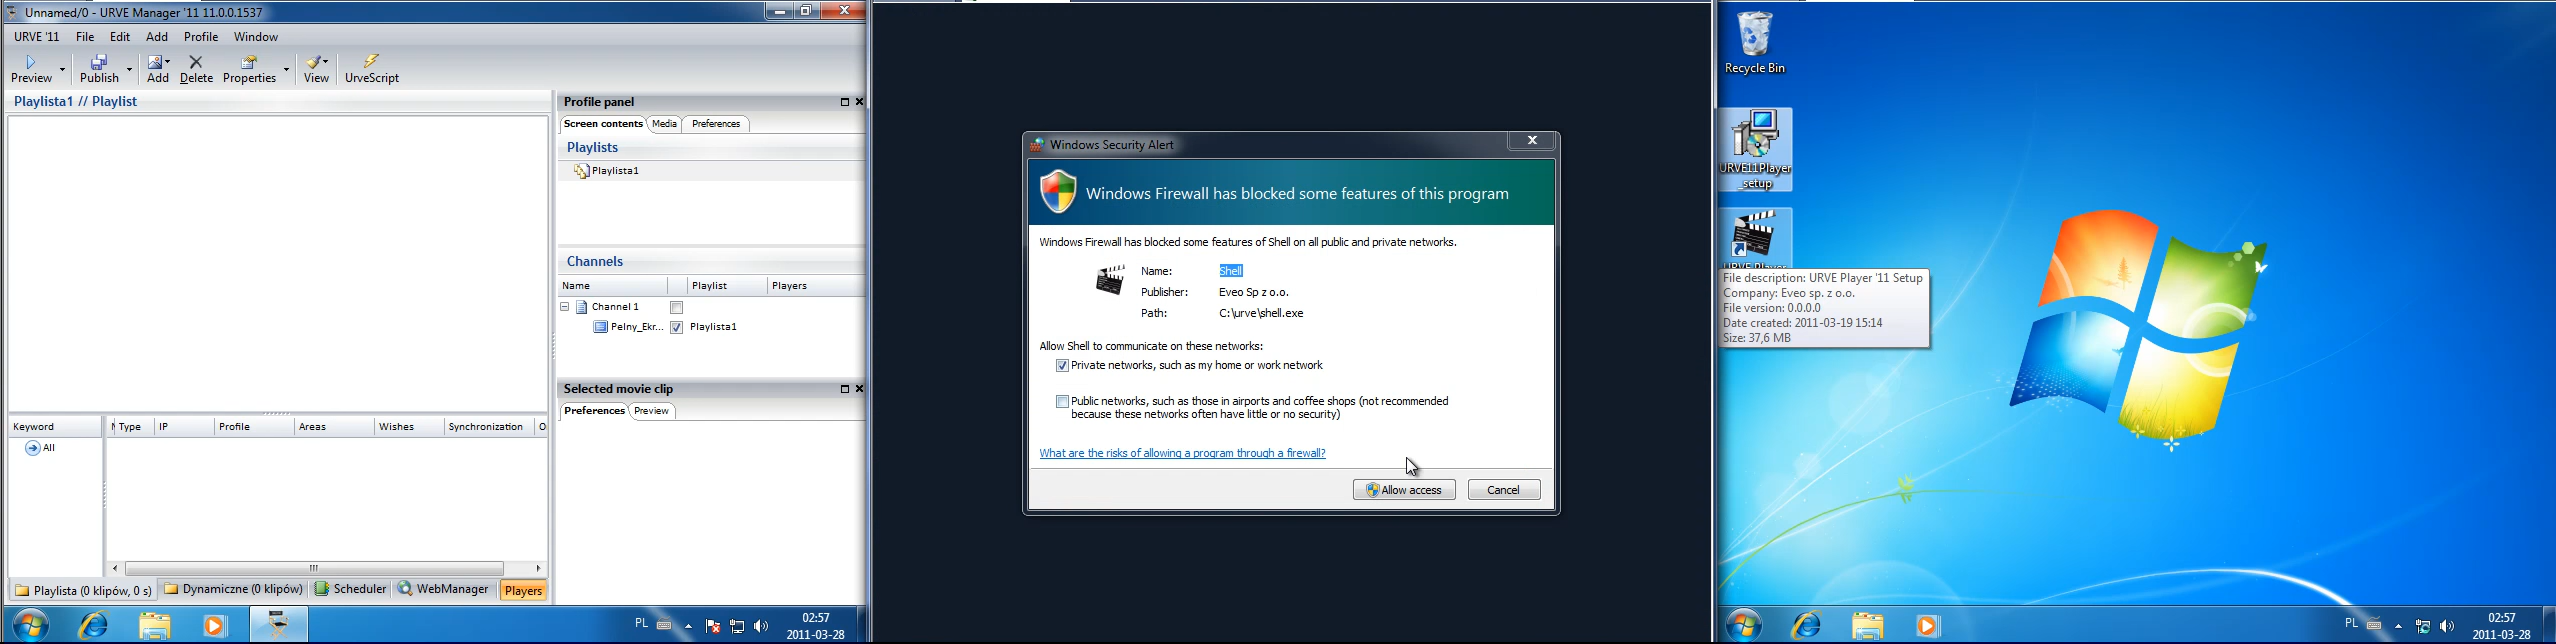 Unnamed/0 - URVE Manager '11 11.0.0.1537
URVE '11 File Edit Add Profile Window
Preview Publish Add Delete Properties View UrveScript
Playlista1 // Playlist
Keyword
All
Type IP Profile Areas Wishes Synchronization O
Playlista (0 klipów, 0 s) Dynamiczne (0 klipów) Scheduler WebManager Players
Profile panel
Screen contents Media Preferences
Playlists
Playlista1
Channels
Name Playlist Players
Channel 1
Pelny_Ekr... Playlista1
Selected movie clip
Preferences Preview
PL 02:57
2011-03-28
Windows Security Alert
Windows Firewall has blocked some features of this program
Windows Firewall has blocked some features of Shell on all public and private networks.
Name: Shell
Publisher: Eveo Sp z o.o.
Path: C:\urve\shell.exe
Allow Shell to communicate on these networks:
Private networks, such as my home or work network
Public networks, such as those in airports and coffee shops (not recommended
because these networks often have little or no security)
What are the risks of allowing a program through a firewall?
Allow access Cancel
Recycle Bin
URVE11Player
_setup
URVE Player
File description: URVE Player '11 Setup
Company: Eveo sp. z o.o.
File version: 0.0.0.0
Date created: 2011-03-19 15:14
Size: 37,6 MB
PL 02:57
2011-03-28